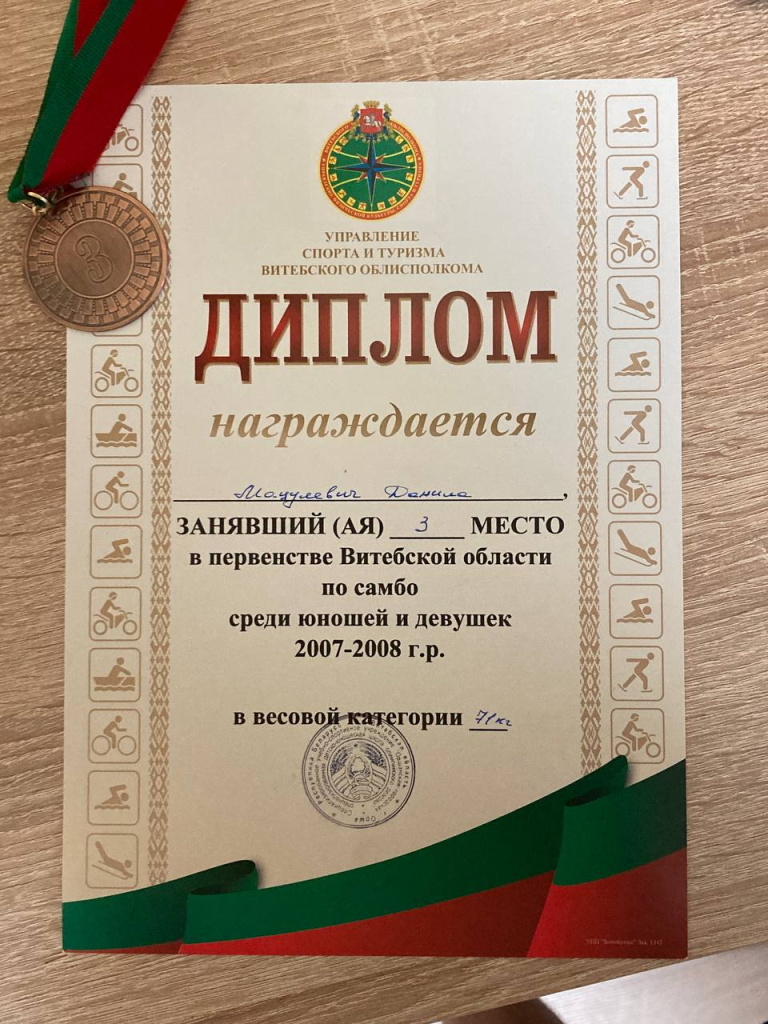 3
УПРАВЛЕНИЕ
СПОРТА И ТУРИЗМА
ВИТЕБСКОГО ОБЛИСПОЛКОМА
ДИПЛОМ
награждается
Мацулевич Данила,
ЗАНЯВШИЙ (АЯ) 3 МЕСТО
в первенстве Витебской области
по самбо
среди юношей и девушек
2007-2008 г.р.
в весовой категории 71кг